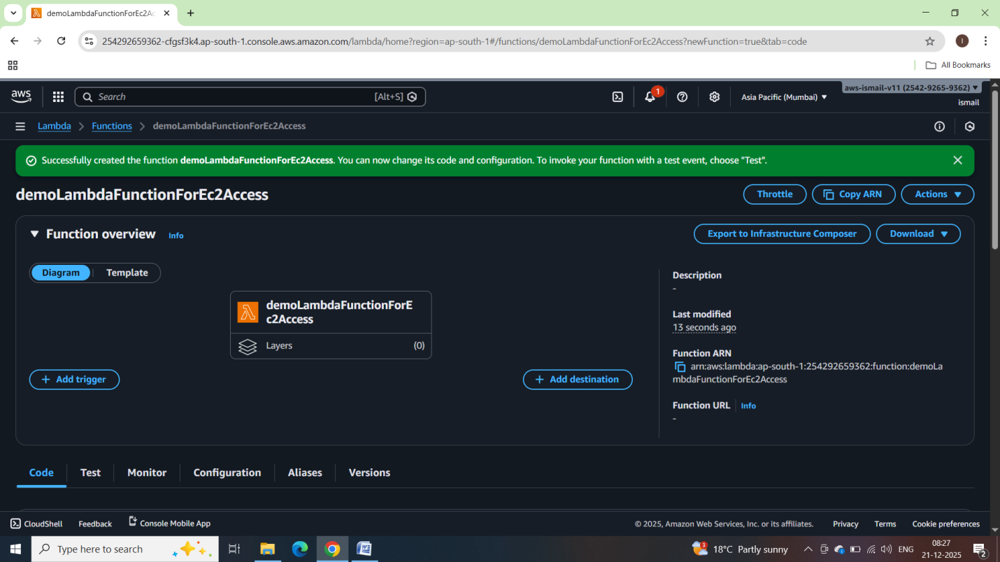 demoLambdaFunctionForEc2Ac
254292659362-cfgsf3k4.ap-south-1.console.aws.amazon.com/lambda/home?region=ap-south-1#/functions/demoLambdaFunctionForEc2Access?newFunction=true&tab=code
I
All Bookmarks
aws
Search [Alt+S]
1
Asia Pacific (Mumbai)
aws-ismail-v11 (2542-9265-9362)
ismail
Lambda > Functions > demoLambdaFunctionForEc2Access
Successfully created the function demoLambdaFunctionForEc2Access. You can now change its code and configuration. To invoke your function with a test event, choose "Test".
demoLambdaFunctionForEc2Access
Throttle Copy ARN Actions
Function overview Info
Export to Infrastructure Composer Download
Diagram Template
demoLambdaFunctionForE
c2Access
Layers (0)
+ Add trigger
+ Add destination
Description
-
Last modified
13 seconds ago
Function ARN
arn:aws:lambda:ap-south-1:254292659362:function:demoLa
mbdaFunctionForEc2Access
Function URL Info
-
Code Test Monitor Configuration Aliases Versions
CloudShell Feedback Console Mobile App © 2025, Amazon Web Services, Inc. or its affiliates. Privacy Terms Cookie preferences
Type here to search
3
18°C Partly sunny
ENG
08:27
21-12-2025
2